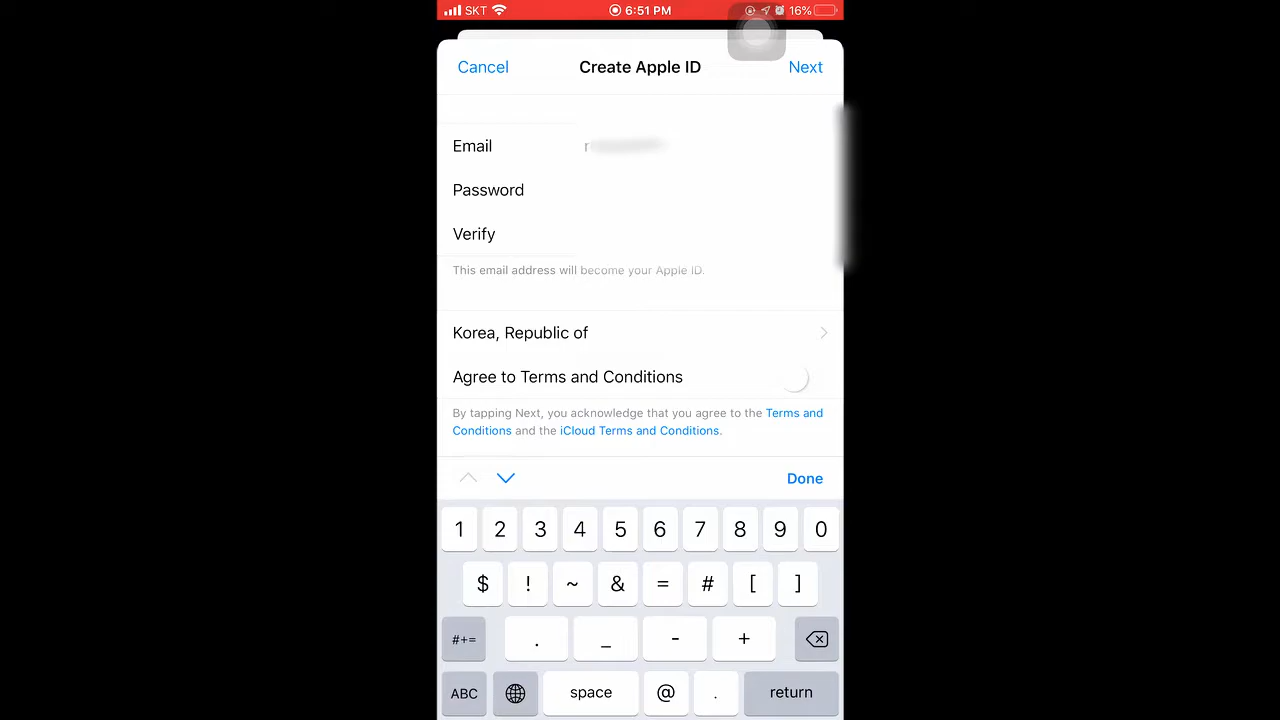 SKT 6:51 PM 16%
Cancel Create Apple ID Next
Email r
Password
Verify
This email address will become your Apple ID.
Korea, Republic of
Agree to Terms and Conditions
By tapping Next, you acknowledge that you agree to the Terms and
Conditions and the iCloud Terms and Conditions.
Done
1 2 3 4 5 6 7 8 9 0
$ ! ~ & = # [ ]
#+= . _ - +
ABC space @ . return